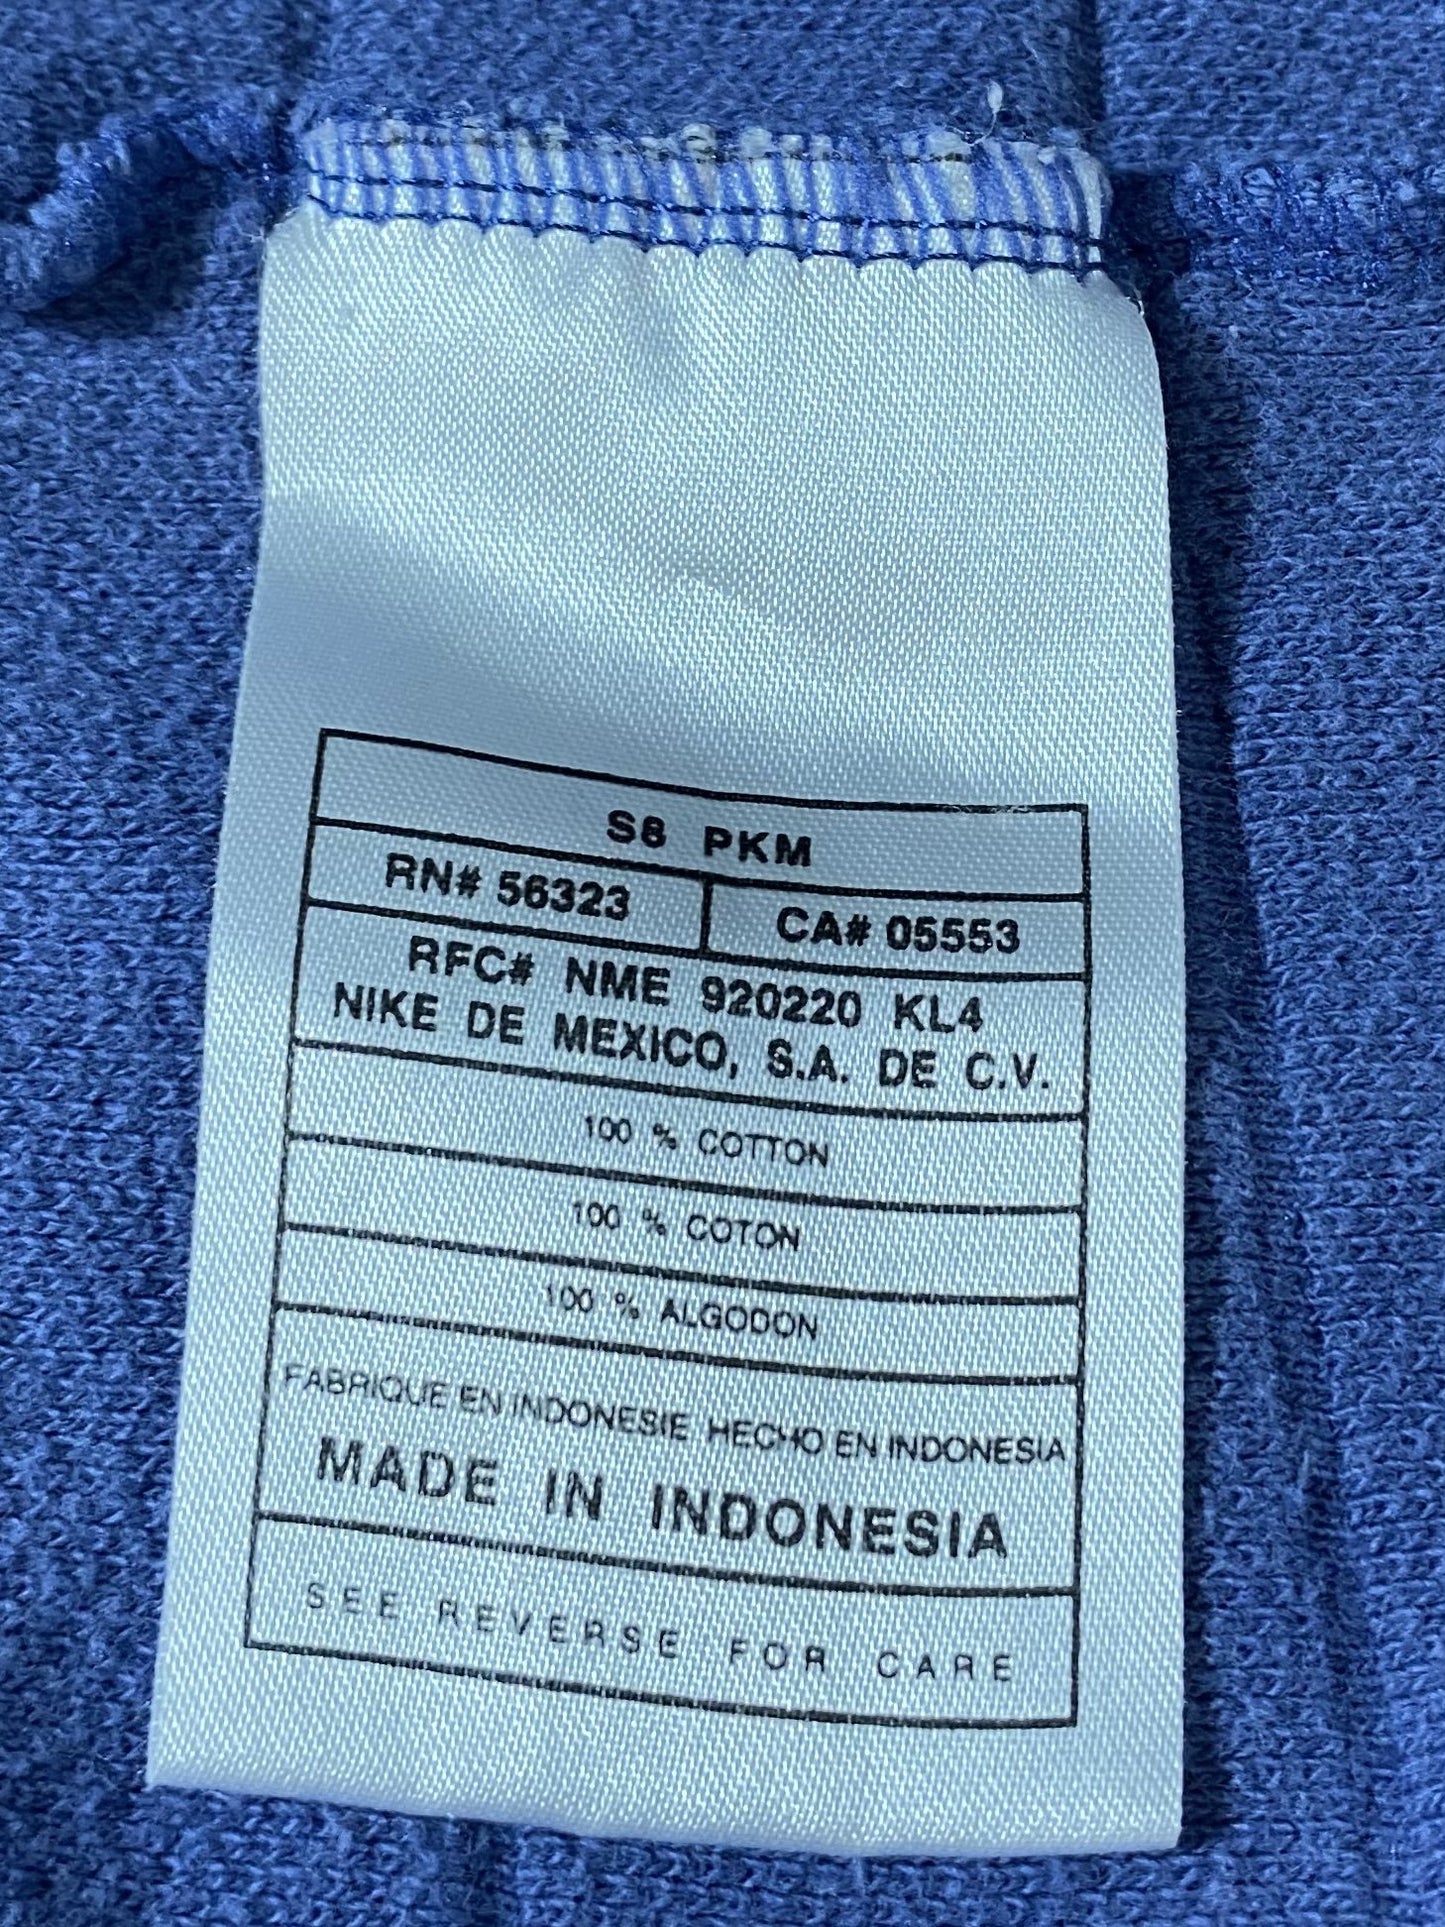 S8 PKM
RN# 56323 CA# 05553
RFC# NME 920220 KL4
NIKE DE MEXICO, S.A. DE C.V.
100 % COTTON
100 % COTON
100 % ALGODON
FABRIQUE EN INDONESIE HECHO EN INDONESIA
MADE IN INDONESIA
SEE REVERSE FOR CARE